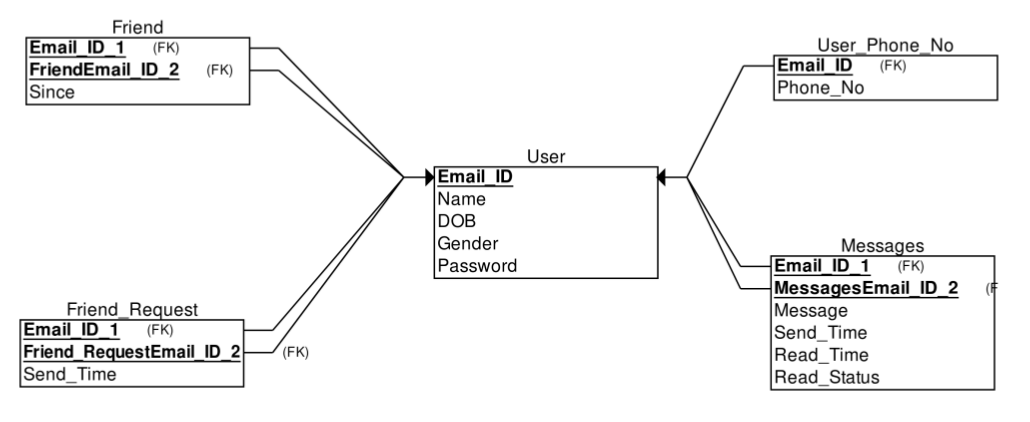 Friend
Email_ID_1 (FK)
FriendEmail_ID_2 (FK)
Since
User_Phone_No
Email_ID (FK)
Phone_No
User
Email_ID
Name
DOB
Gender
Password
Friend_Request
Email_ID_1 (FK)
Friend_RequestEmail_ID_2 (FK)
Send_Time
Messages
Email_ID_1 (FK)
MessagesEmail_ID_2 (F
Message
Send_Time
Read_Time
Read_Status